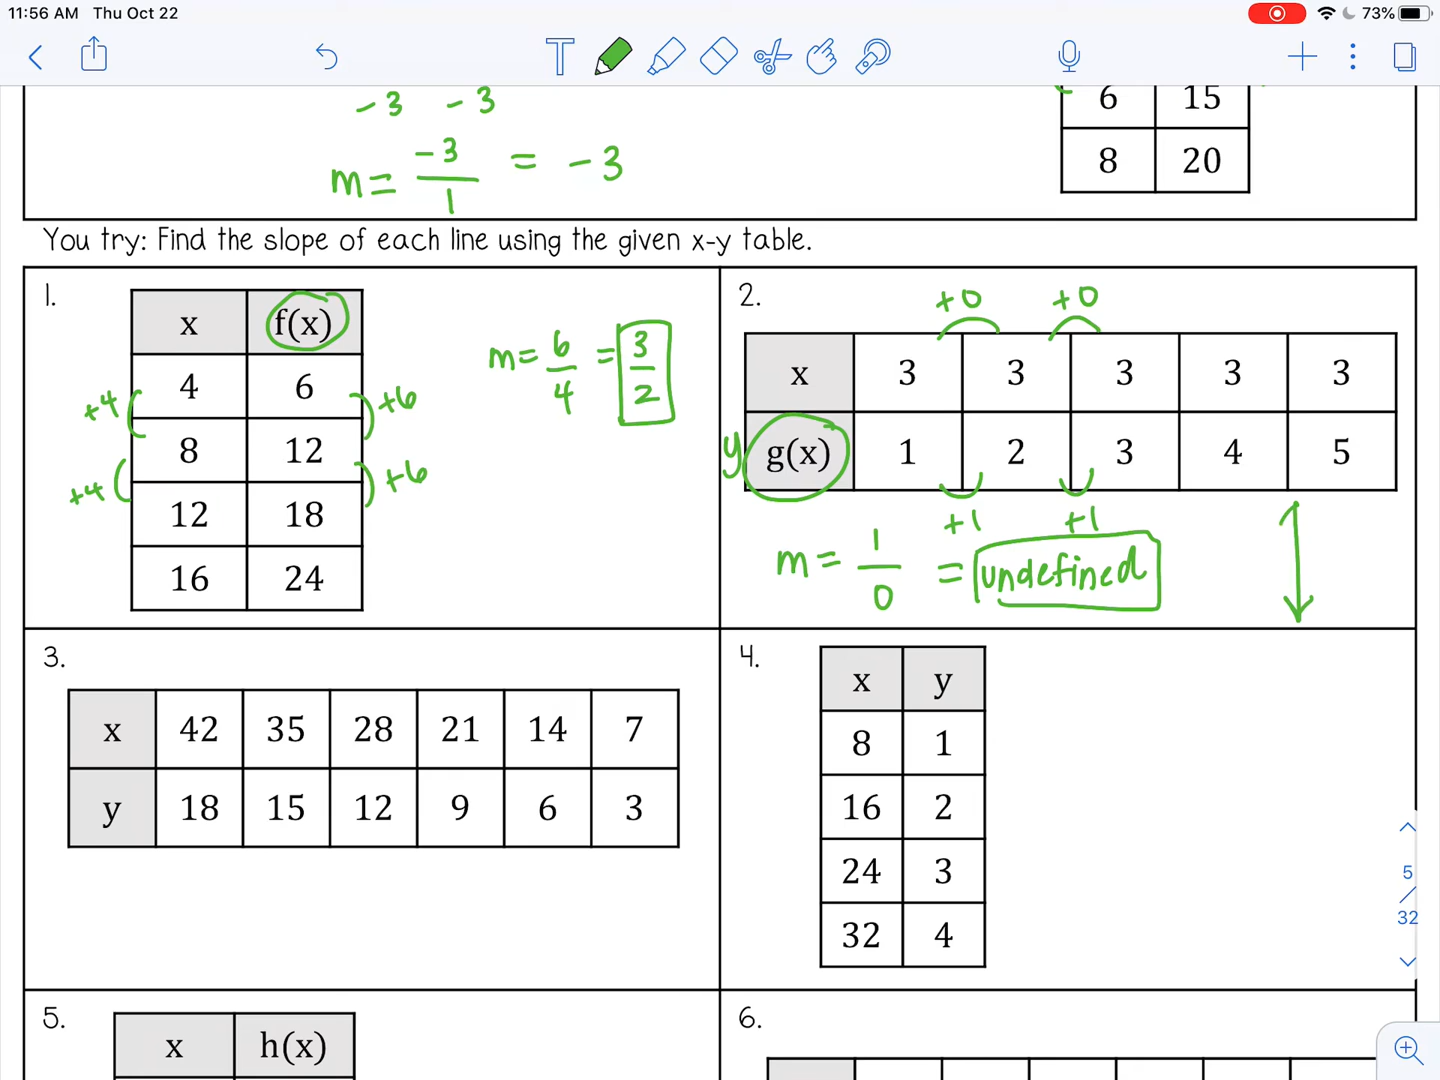 11:56 AM Thu Oct 22
73%
T
-3 -3
m= -3/1 = -3
6 15
8 20
You try: Find the slope of each line using the given x-y table.
1.
x f(x)
4 6
8 12
12 18
16 24
+4
+4
+6
+6
m= 6/4 = 3/2
2.
+0 +0
x 3 3 3 3 3
y g(x) 1 2 3 4 5
+1 +1
m= 1/0 = undefined
3.
x 42 35 28 21 14 7
y 18 15 12 9 6 3
4.
x y
8 1
16 2
24 3
32 4
5
32
5.
x h(x)
6.